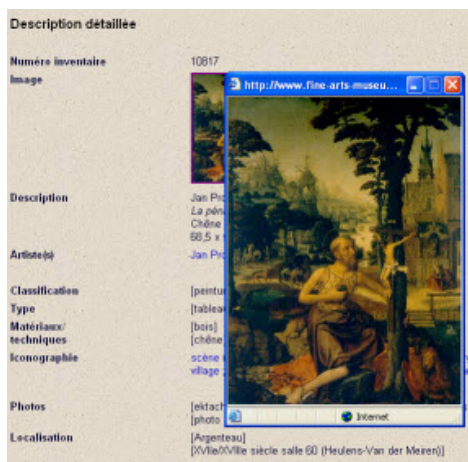 Description détaillée
Numéro inventaire 10817
Image
http://www.fine-arts-museu...
Description Jan Pro
La pén
Chêne
68,5 x
Artiste(s) Jan Pro
Classification [peintu
Type [tableau
Matériaux/ [bois]
techniques [chêne
Iconographie scène
village
Photos [ektach
[photo
Internet
Localisation [Argenteau]
[XVIIe/XVIIIe siècle salle 60 (Heulens-Van der Meiren)]